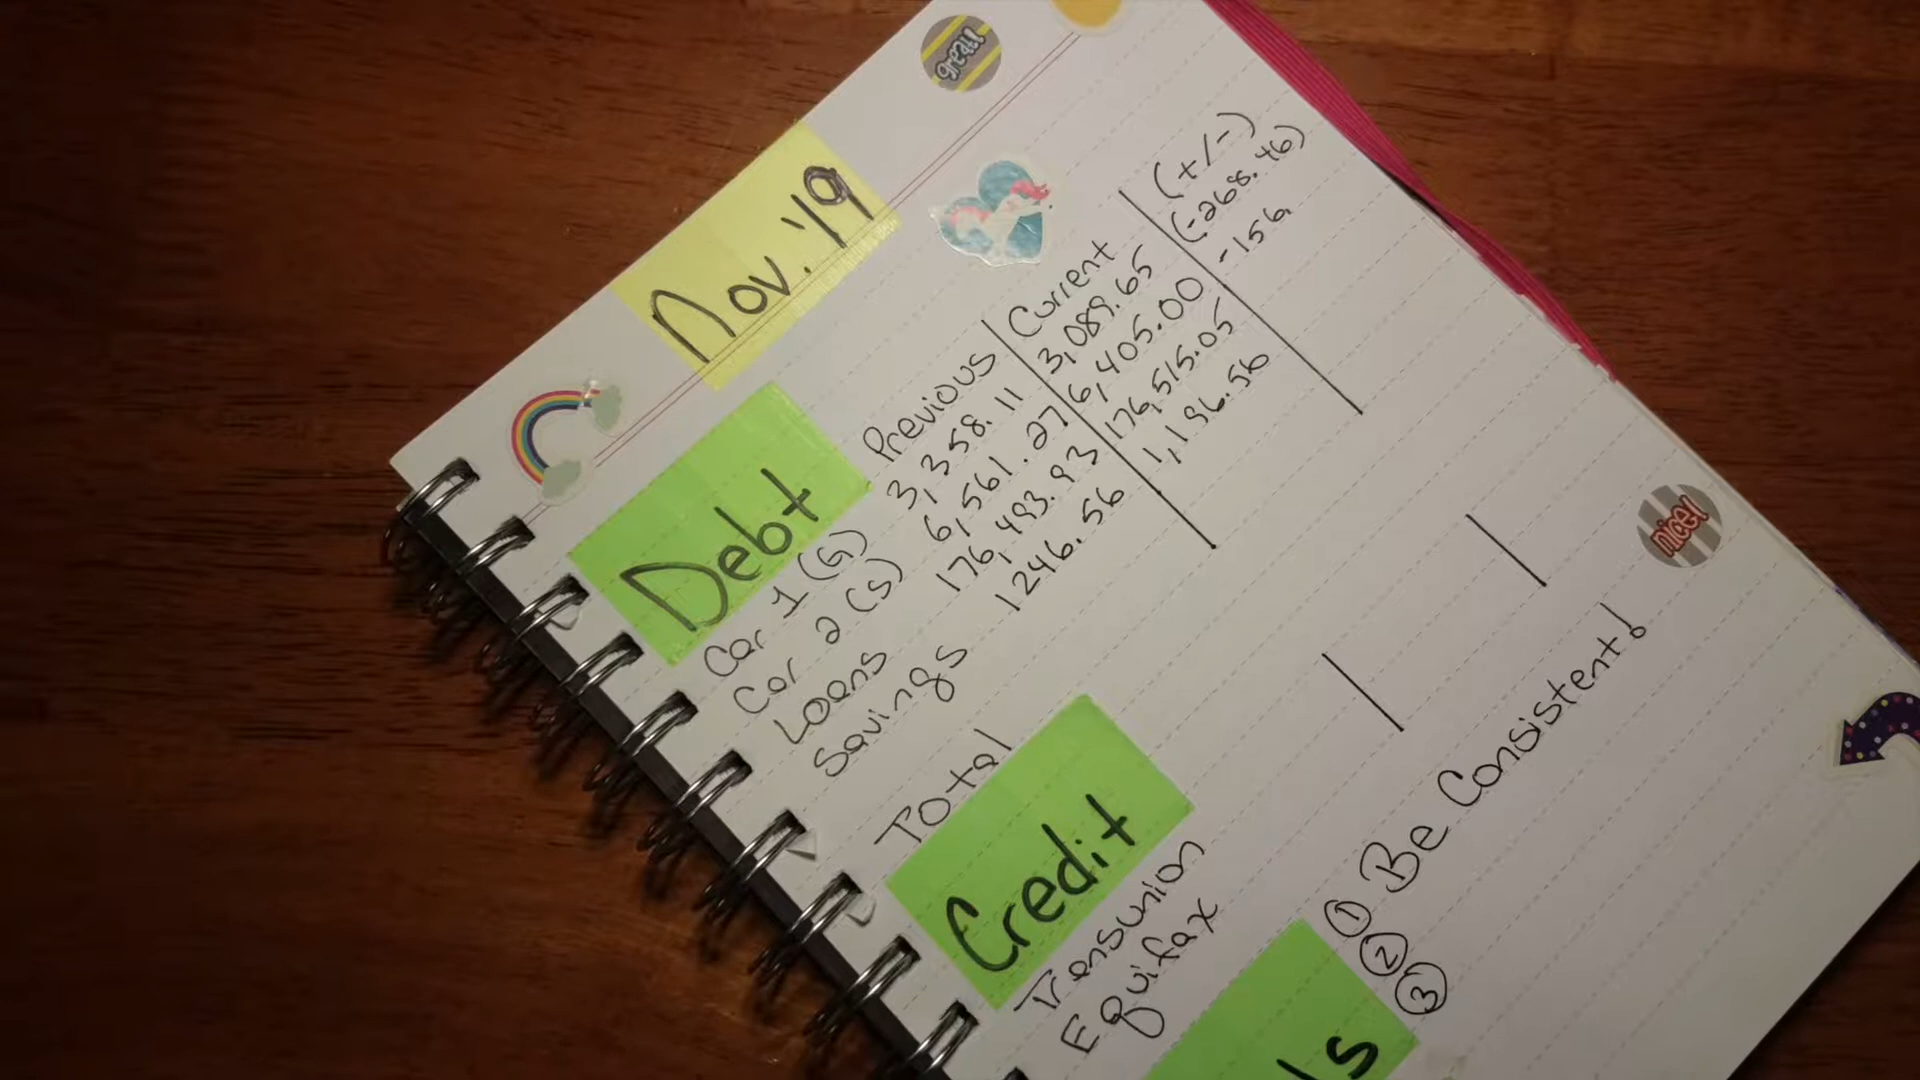 great!
Nov. '19
Debt Previous Current (+/-)
Car 1 (G) 3,358.11 3,089.65 (-268.46)
Car 2 (S) 6,561.27 6,405.00 -156.
Loans 176,493.93 176,515.05
Savings 1246.56 1,196.56
Total
nice!
Credit
Transunion
Equifax
ls
① Be Consistent!
②
③